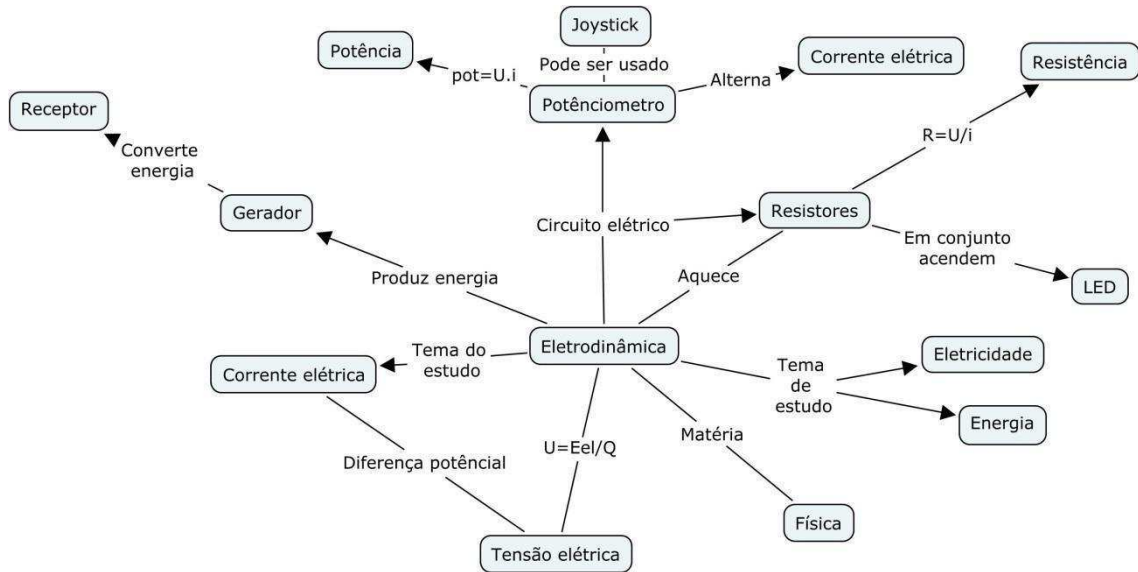 Joystick
Potência
Pode ser usado
Corrente elétrica
Resistência
pot=U.i
Alterna
Potênciometro
Receptor
R=U/i
Converte
energia
Gerador
Resistores
Circuito elétrico
Em conjunto
acendem
Produz energia
Aquece
LED
Eletrodinâmica
Tema do
estudo
Corrente elétrica
Tema
de
estudo
Eletricidade
Energia
Matéria
U=Eel/Q
Diferença potêncial
Física
Tensão elétrica